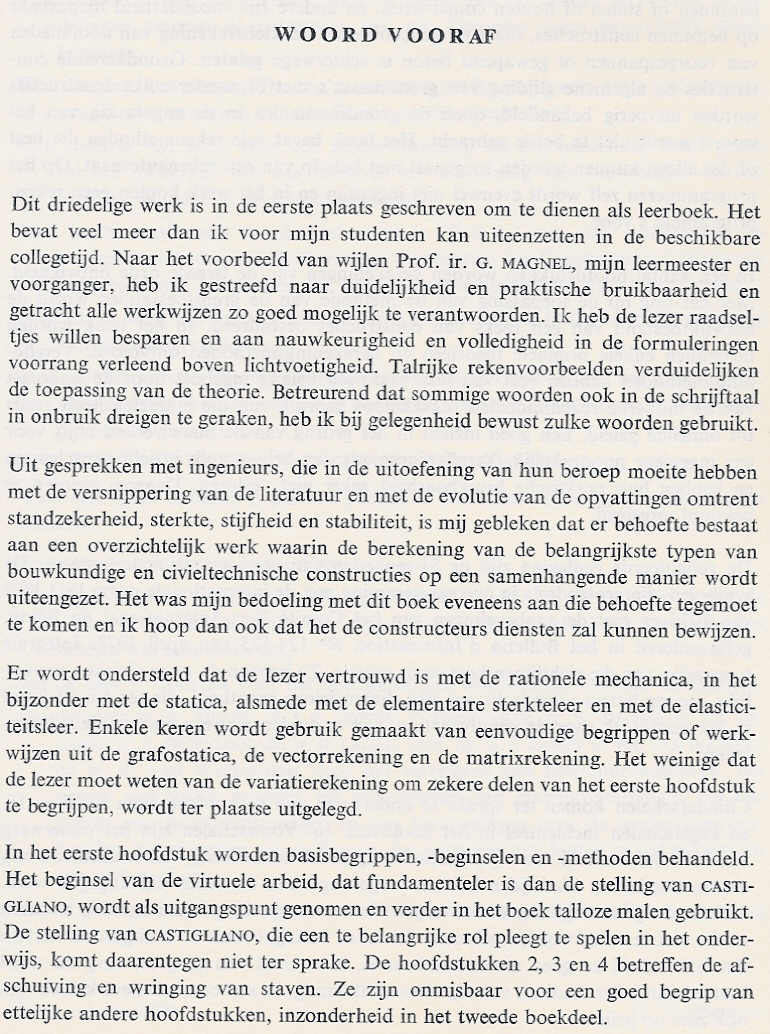 WOORD VOORAF
Dit driedelige werk is in de eerste plaats geschreven om te dienen als leerboek. Het
bevat veel meer dan ik voor mijn studenten kan uiteenzetten in de beschikbare
collegetijd. Naar het voorbeeld van wijlen Prof. ir. G. MAGNEL, mijn leermeester en
voorganger, heb ik gestreefd naar duidelijkheid en praktische bruikbaarheid en
getracht alle werkwijzen zo goed mogelijk te verantwoorden. Ik heb de lezer raadsel-
tjes willen besparen en aan nauwkeurigheid en volledigheid in de formuleringen
voorrang verleend boven lichtvoetigheid. Talrijke rekenvoorbeelden verduidelijken
de toepassing van de theorie. Betreurend dat sommige woorden ook in de schrijftaal
in onbruik dreigen te geraken, heb ik bij gelegenheid bewust zulke woorden gebruikt.
Uit gesprekken met ingenieurs, die in de uitoefening van hun beroep moeite hebben
met de versnippering van de literatuur en met de evolutie van de opvattingen omtrent
standzekerheid, sterkte, stijfheid en stabiliteit, is mij gebleken dat er behoefte bestaat
aan een overzichtelijk werk waarin de berekening van de belangrijkste typen van
bouwkundige en civieltechnische constructies op een samenhangende manier wordt
uiteengezet. Het was mijn bedoeling met dit boek eveneens aan die behoefte tegemoet
te komen en ik hoop dan ook dat het de constructeurs diensten zal kunnen bewijzen.
Er wordt ondersteld dat de lezer vertrouwd is met de rationele mechanica, in het
bijzonder met de statica, alsmede met de elementaire sterkteleer en met de elastici-
teitsleer. Enkele keren wordt gebruik gemaakt van eenvoudige begrippen of werk-
wijzen uit de grafostatica, de vectorrekening en de matrixrekening. Het weinige dat
de lezer moet weten van de variatierekening om zekere delen van het eerste hoofdstuk
te begrijpen, wordt ter plaatse uitgelegd.
In het eerste hoofdstuk worden basisbegrippen, -beginselen en -methoden behandeld.
Het beginsel van de virtuele arbeid, dat fundamenteler is dan de stelling van CASTI-
GLIANO, wordt als uitgangspunt genomen en verder in het boek talloze malen gebruikt.
De stelling van CASTIGLIANO, die een te belangrijke rol pleegt te spelen in het onder-
wijs, komt daarentegen niet ter sprake. De hoofdstukken 2, 3 en 4 betreffen de af-
schuiving en wringing van staven. Ze zijn onmisbaar voor een goed begrip van
ettelijke andere hoofdstukken, inzonderheid in het tweede boekdeel.